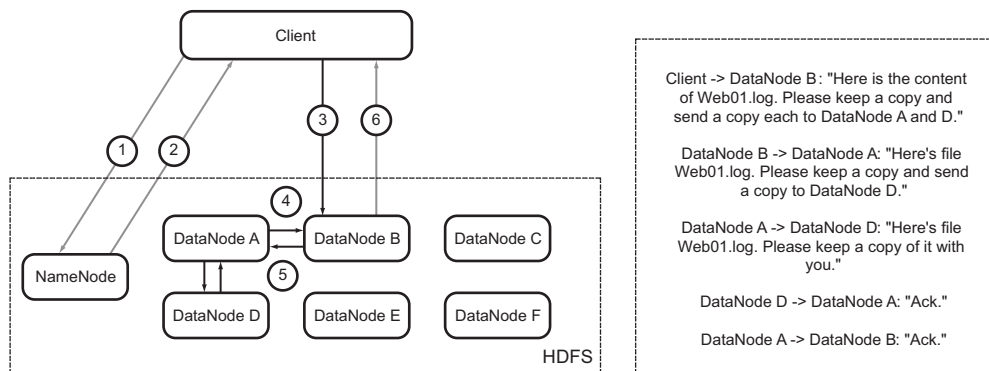 Client
1
2
3
6
4
DataNode A
DataNode B
DataNode C
NameNode
5
DataNode D
DataNode E
DataNode F
HDFS
Client -> DataNode B: "Here is the content
of Web01.log. Please keep a copy and
send a copy each to DataNode A and D."
DataNode B -> DataNode A: "Here's file
Web01.log. Please keep a copy and send
a copy to DataNode D."
DataNode A -> DataNode D: "Here's file
Web01.log. Please keep a copy of it with
you."
DataNode D -> DataNode A: "Ack."
DataNode A -> DataNode B: "Ack."